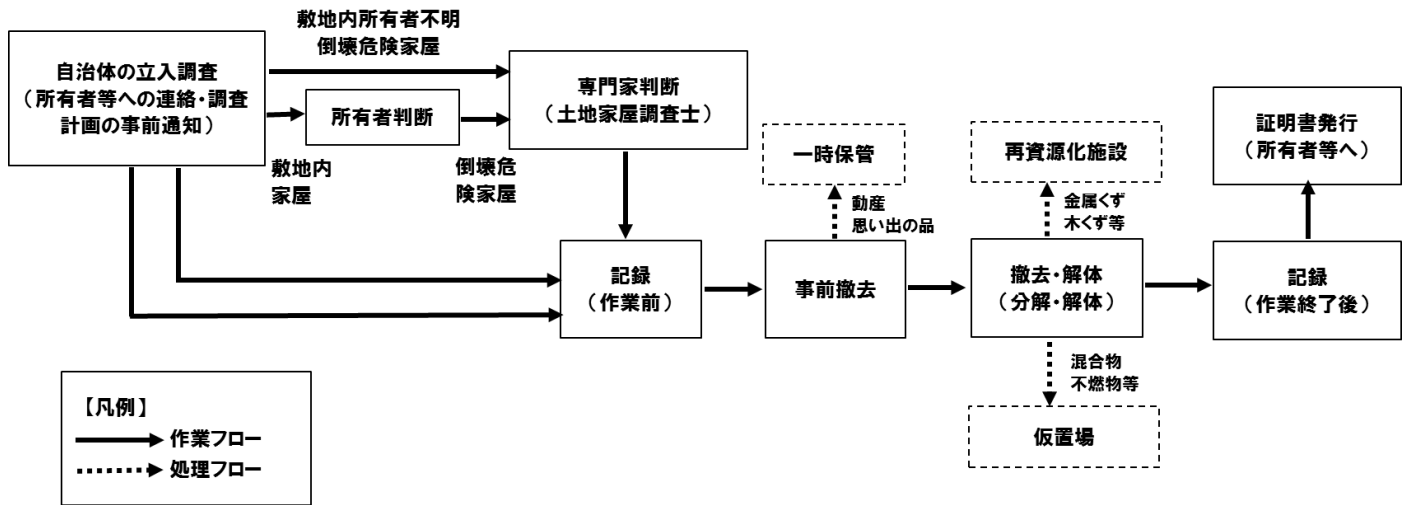 敷地内所有者不明
倒壊危険家屋
自治体の立入調査
（所有者等への連絡・調査
計画の事前通知）
所有者判断
専門家判断
（土地家屋調査士）
敷地内
家屋
倒壊危
険家屋
一時保管
動産
思い出の品
再資源化施設
金属くず
木くず等
証明書発行
（所有者等へ）
記録
（作業前）
事前撤去
撤去・解体
（分解・解体）
記録
（作業終了後）
混合物
不燃物等
仮置場
【凡例】
作業フロー
処理フロー